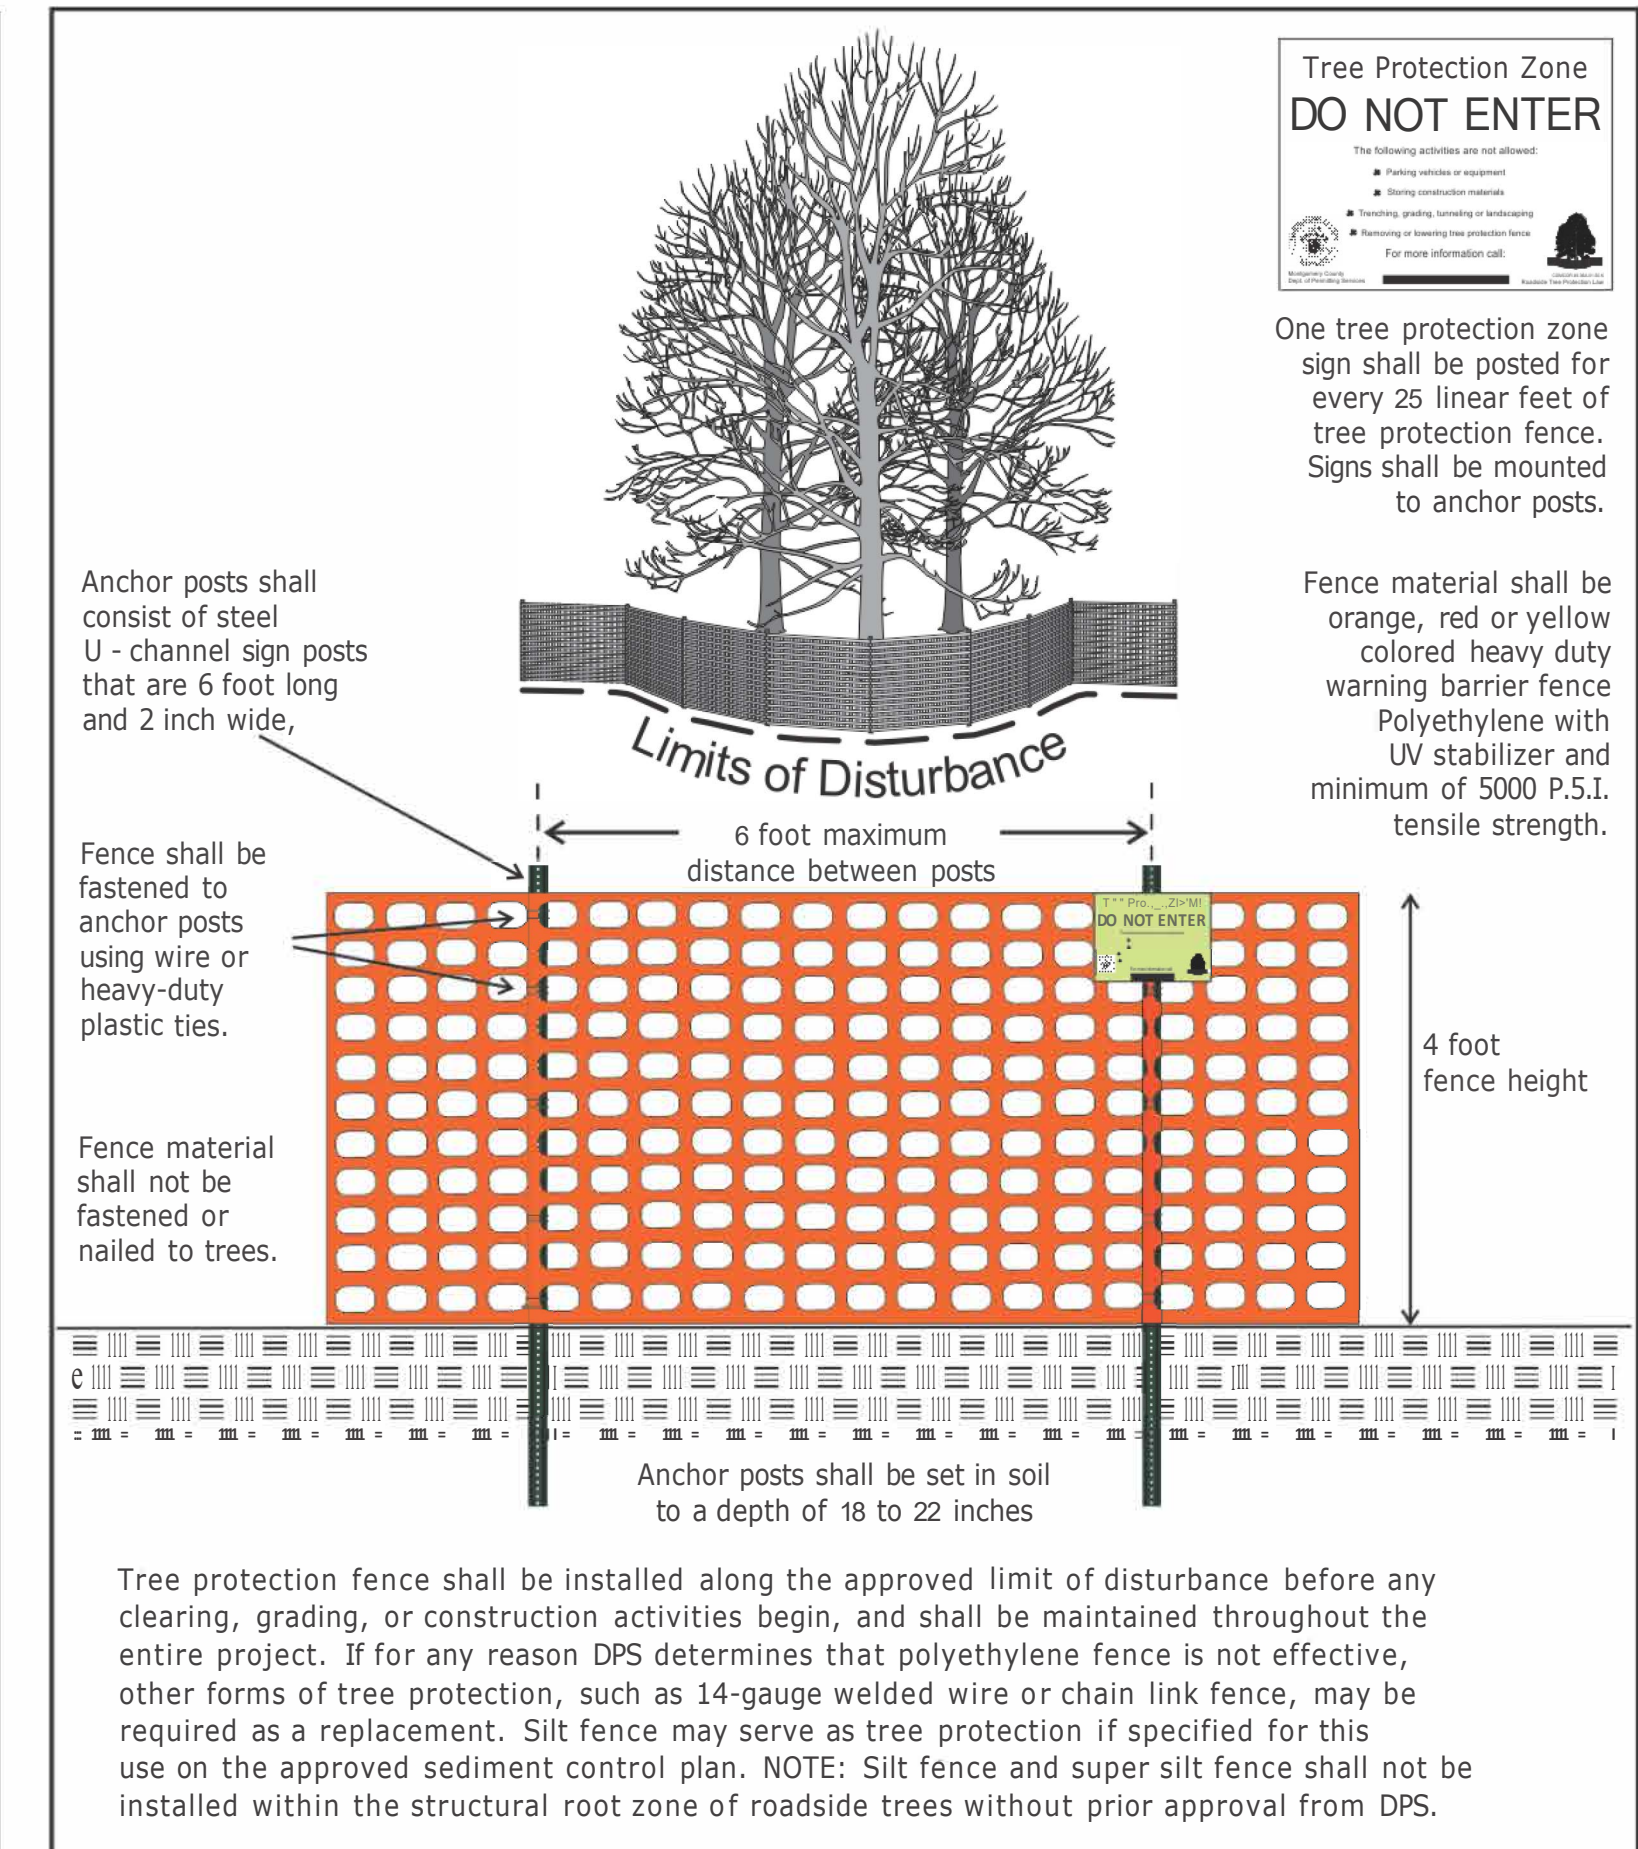 Tree Protection Zone
DO NOT ENTER
The following activities are not allowed:
Parking vehicles or equipment
Storing construction materials
Trenching, grading, tunneling or landscaping
Removing or lowering tree protection fence
For more information call:
Montgomery County
Dept. of Permitting Services
Roadside Tree Protection Law
One tree protection zone
sign shall be posted for
every 25 linear feet of
tree protection fence.
Signs shall be mounted
to anchor posts.
Anchor posts shall
consist of steel
U - channel sign posts
that are 6 foot long
and 2 inch wide,
Fence material shall be
orange, red or yellow
colored heavy duty
warning barrier fence
Polyethylene with
UV stabilizer and
minimum of 5000 P.5.I.
tensile strength.
Limits of Disturbance
6 foot maximum
distance between posts
Fence shall be
fastened to
anchor posts
using wire or
heavy-duty
plastic ties.
T " " Pro.,_.,ZI>'M!
DO NOT ENTER
4 foot
fence height
Fence material
shall not be
fastened or
nailed to trees.
Anchor posts shall be set in soil
to a depth of 18 to 22 inches
Tree protection fence shall be installed along the approved limit of disturbance before any
clearing, grading, or construction activities begin, and shall be maintained throughout the
entire project. If for any reason DPS determines that polyethylene fence is not effective,
other forms of tree protection, such as 14-gauge welded wire or chain link fence, may be
required as a replacement. Silt fence may serve as tree protection if specified for this
use on the approved sediment control plan. NOTE: Silt fence and super silt fence shall not be
installed within the structural root zone of roadside trees without prior approval from DPS.